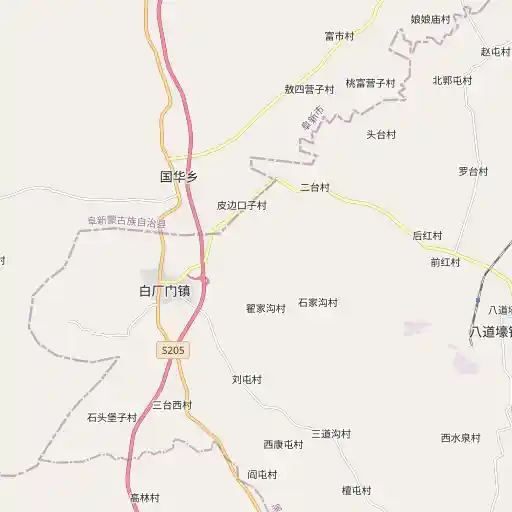 娘娘庙村
富市村
赵屯村
北郭屯村
桃富营子村
敖四营子村
阜新市
头台村
罗台村
国华乡
二台村
皮边口子村
阜新蒙古族自治县
后红村
前红村
村
白厂门镇
翟家沟村
石家沟村
八道壕
八道壕镇
S205
刘屯村
三台西村
石头堡子村
三道沟村
西康屯村
西水泉村
阎屯村
檀屯村
高林村